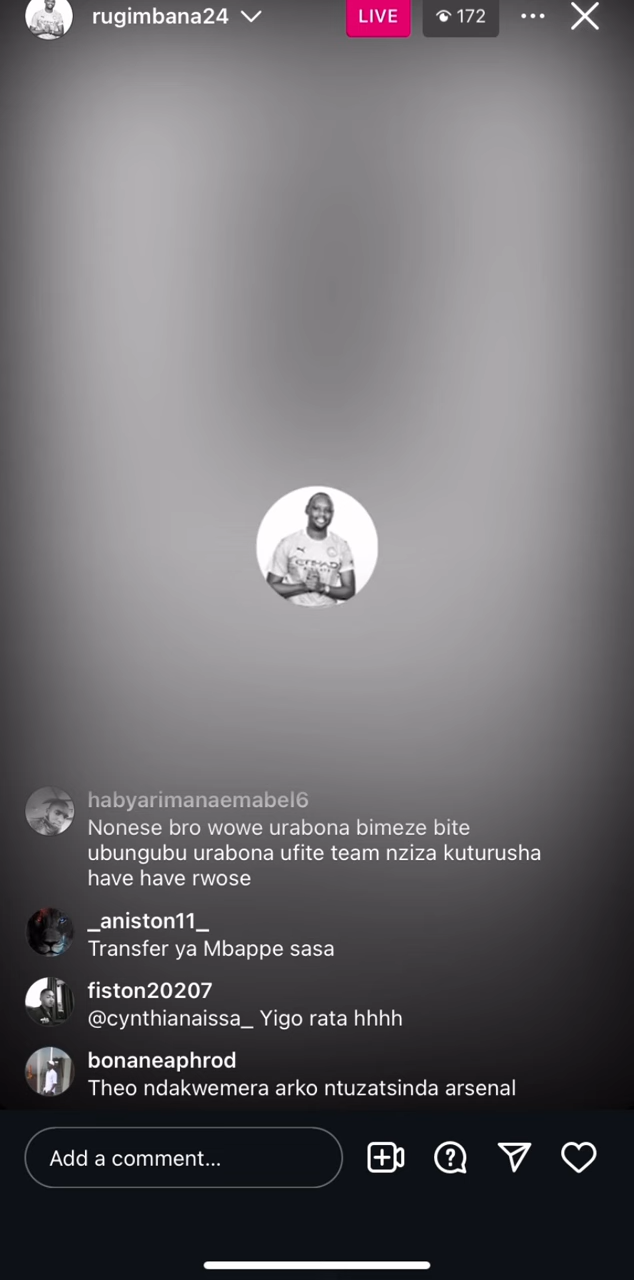 rugimbana24
LIVE
172
ETIHAD
habyarimanaemabel6
Nonese bro wowe urabona bimeze bite
ubungubu urabona ufite team nziza kuturusha
have have rwose
_aniston11_
Transfer ya Mbappe sasa
fiston20207
@cynthianaissa_ Yigo rata hhhh
bonaneaphrod
Theo ndakwemera arko ntuzatsinda arsenal
Add a comment...